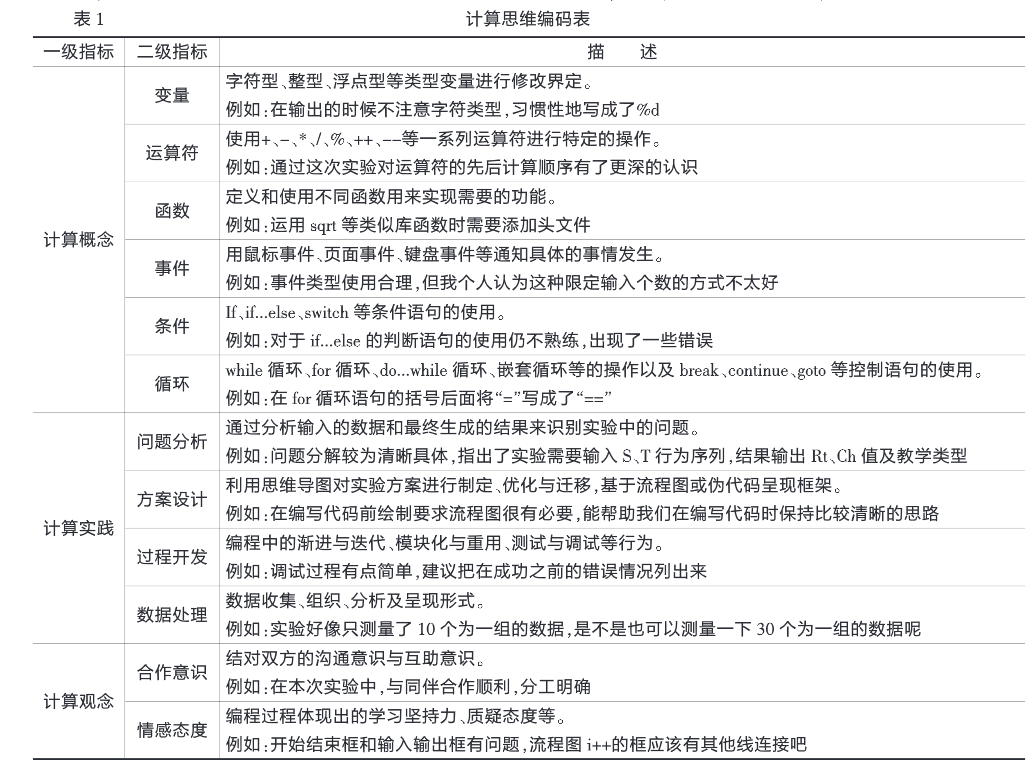 表 1 计算思维编码表
一级指标 二级指标 描 述
计算概念
变量
字符型、整型、浮点型等类型变量进行修改界定。
例如:在输出的时候不注意字符类型,习惯性地写成了%d
运算符
使用+、-、*、/、%、++、--等一系列运算符进行特定的操作。
例如:通过这次实验对运算符的先后计算顺序有了更深的认识
函数
定义和使用不同函数用来实现需要的功能。
例如:运用 sqrt 等类似库函数时需要添加头文件
事件
用鼠标事件、页面事件、键盘事件等通知具体的事情发生。
例如:事件类型使用合理,但我个人认为这种限定输入个数的方式不太好
条件
If、if...else、switch 等条件语句的使用。
例如:对于 if...else 的判断语句的使用仍不熟练,出现了一些错误
循环
while 循环、for 循环、do...while 循环、嵌套循环等的操作以及 break、continue、goto 等控制语句的使用。
例如:在 for 循环语句的括号后面将“=”写成了“==”
计算实践
问题分析
通过分析输入的数据和最终生成的结果来识别实验中的问题。
例如:问题分解较为清晰具体,指出了实验需要输入 S、T 行为序列,结果输出 Rt、Ch 值及教学类型
方案设计
利用思维导图对实验方案进行制定、优化与迁移,基于流程图或伪代码呈现框架。
例如:在编写代码前绘制要求流程图很有必要,能帮助我们在编写代码时保持比较清晰的思路
过程开发
编程中的渐进与迭代、模块化与重用、测试与调试等行为。
例如:调试过程有点简单,建议把在成功之前的错误情况列出来
数据处理
数据收集、组织、分析及呈现形式。
例如:实验好像只测量了 10 个为一组的数据,是不是也可以测量一下 30 个为一组的数据呢
计算观念
合作意识
结对双方的沟通意识与互助意识。
例如:在本次实验中,与同伴合作顺利,分工明确
情感态度
编程过程体现出的学习坚持力、质疑态度等。
例如:开始结束框和输入输出框有问题,流程图 i++的框应该有其他线连接吧